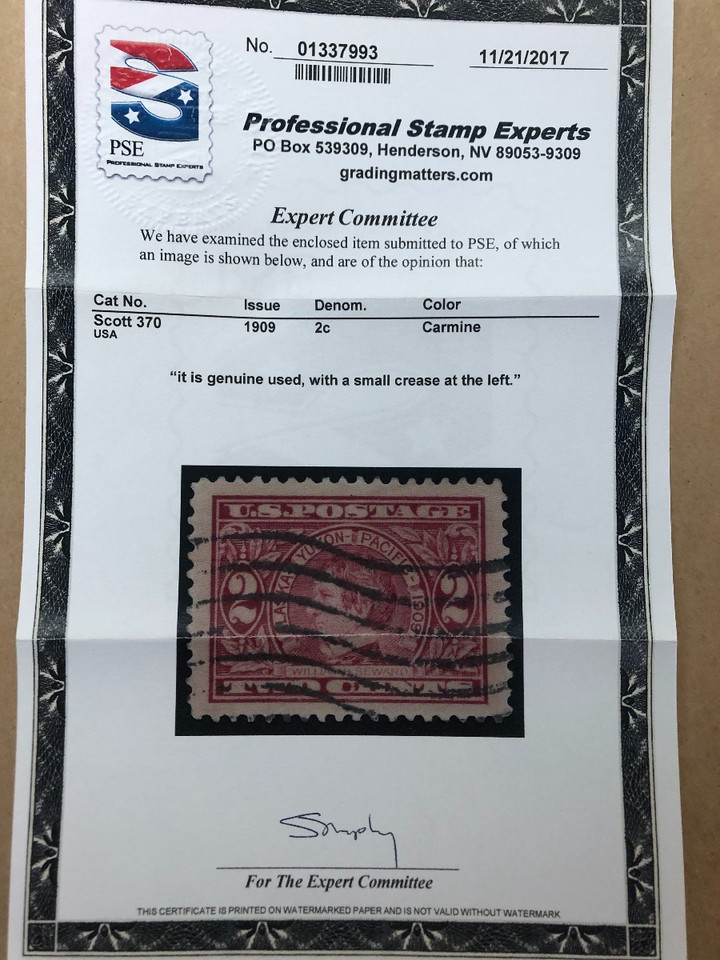 No. 01337993
11/21/2017
PSE
PROFESSIONAL STAMP EXPERTS
Professional Stamp Experts
PO Box 539309, Henderson, NV 89053-9309
gradingmatters.com
Expert Committee
We have examined the enclosed item submitted to PSE, of which
an image is shown below, and are of the opinion that:
Cat No. Issue Denom. Color
Scott 370 1909 2c Carmine
USA
“it is genuine used, with a small crease at the left.”
U.S.POSTAGE
ALASKA YUKON-PACIFIC 1909
2 2
WILLIAM H SEWARD
TWO CENTS
For The Expert Committee
THIS CERTIFICATE IS PRINTED ON WATERMARKED PAPER AND IS NOT VALID WITHOUT WATERMARK